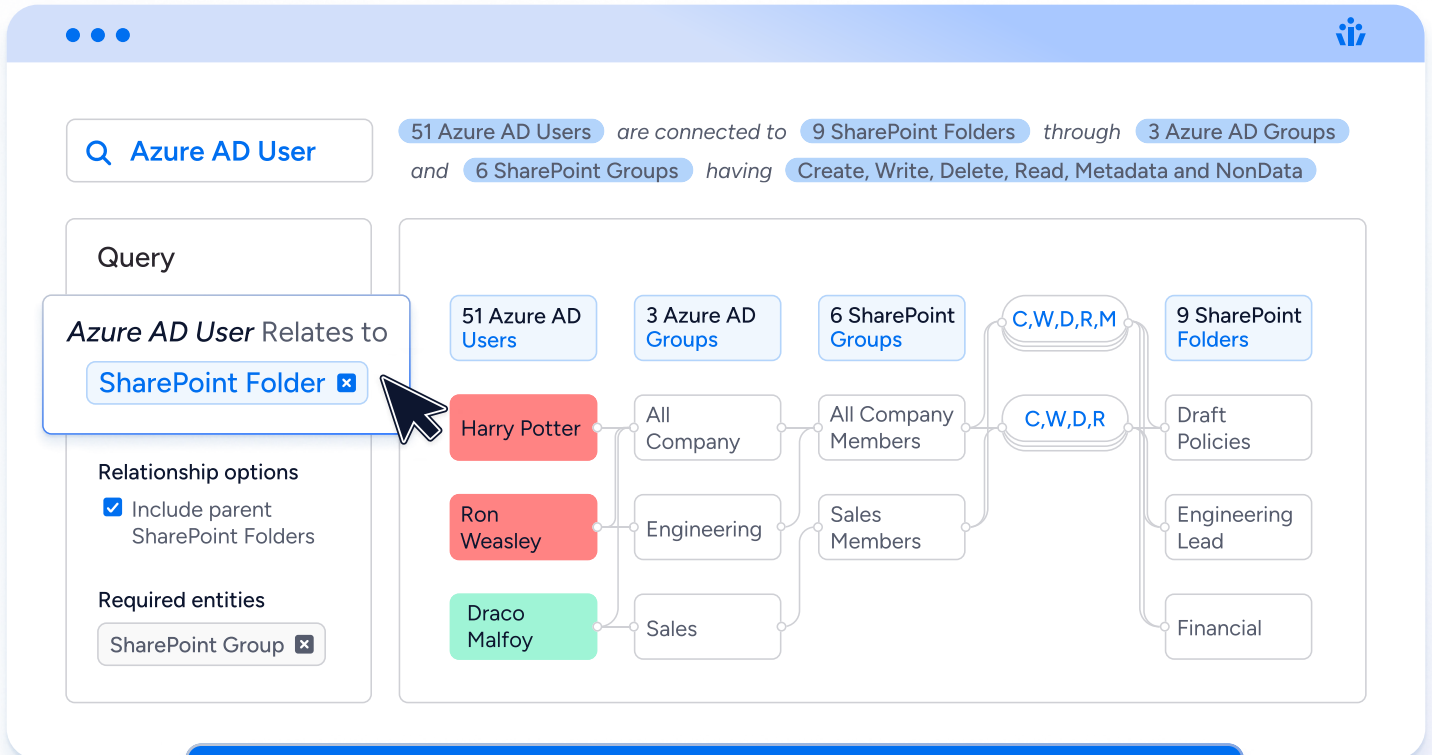 Azure AD User
51 Azure AD Users are connected to 9 SharePoint Folders through 3 Azure AD Groups
and 6 SharePoint Groups having Create, Write, Delete, Read, Metadata and NonData
Query
Azure AD User Relates to
SharePoint Folder
Relationship options
Include parent
SharePoint Folders
Required entities
SharePoint Group
51 Azure AD
Users
3 Azure AD
Groups
6 SharePoint
Groups
C,W,D,R,M
9 SharePoint
Folders
Harry Potter
All
Company
All Company
Members
C,W,D,R
Draft
Policies
Ron
Weasley
Engineering
Sales
Members
Engineering
Lead
Draco
Malfoy
Sales
Financial